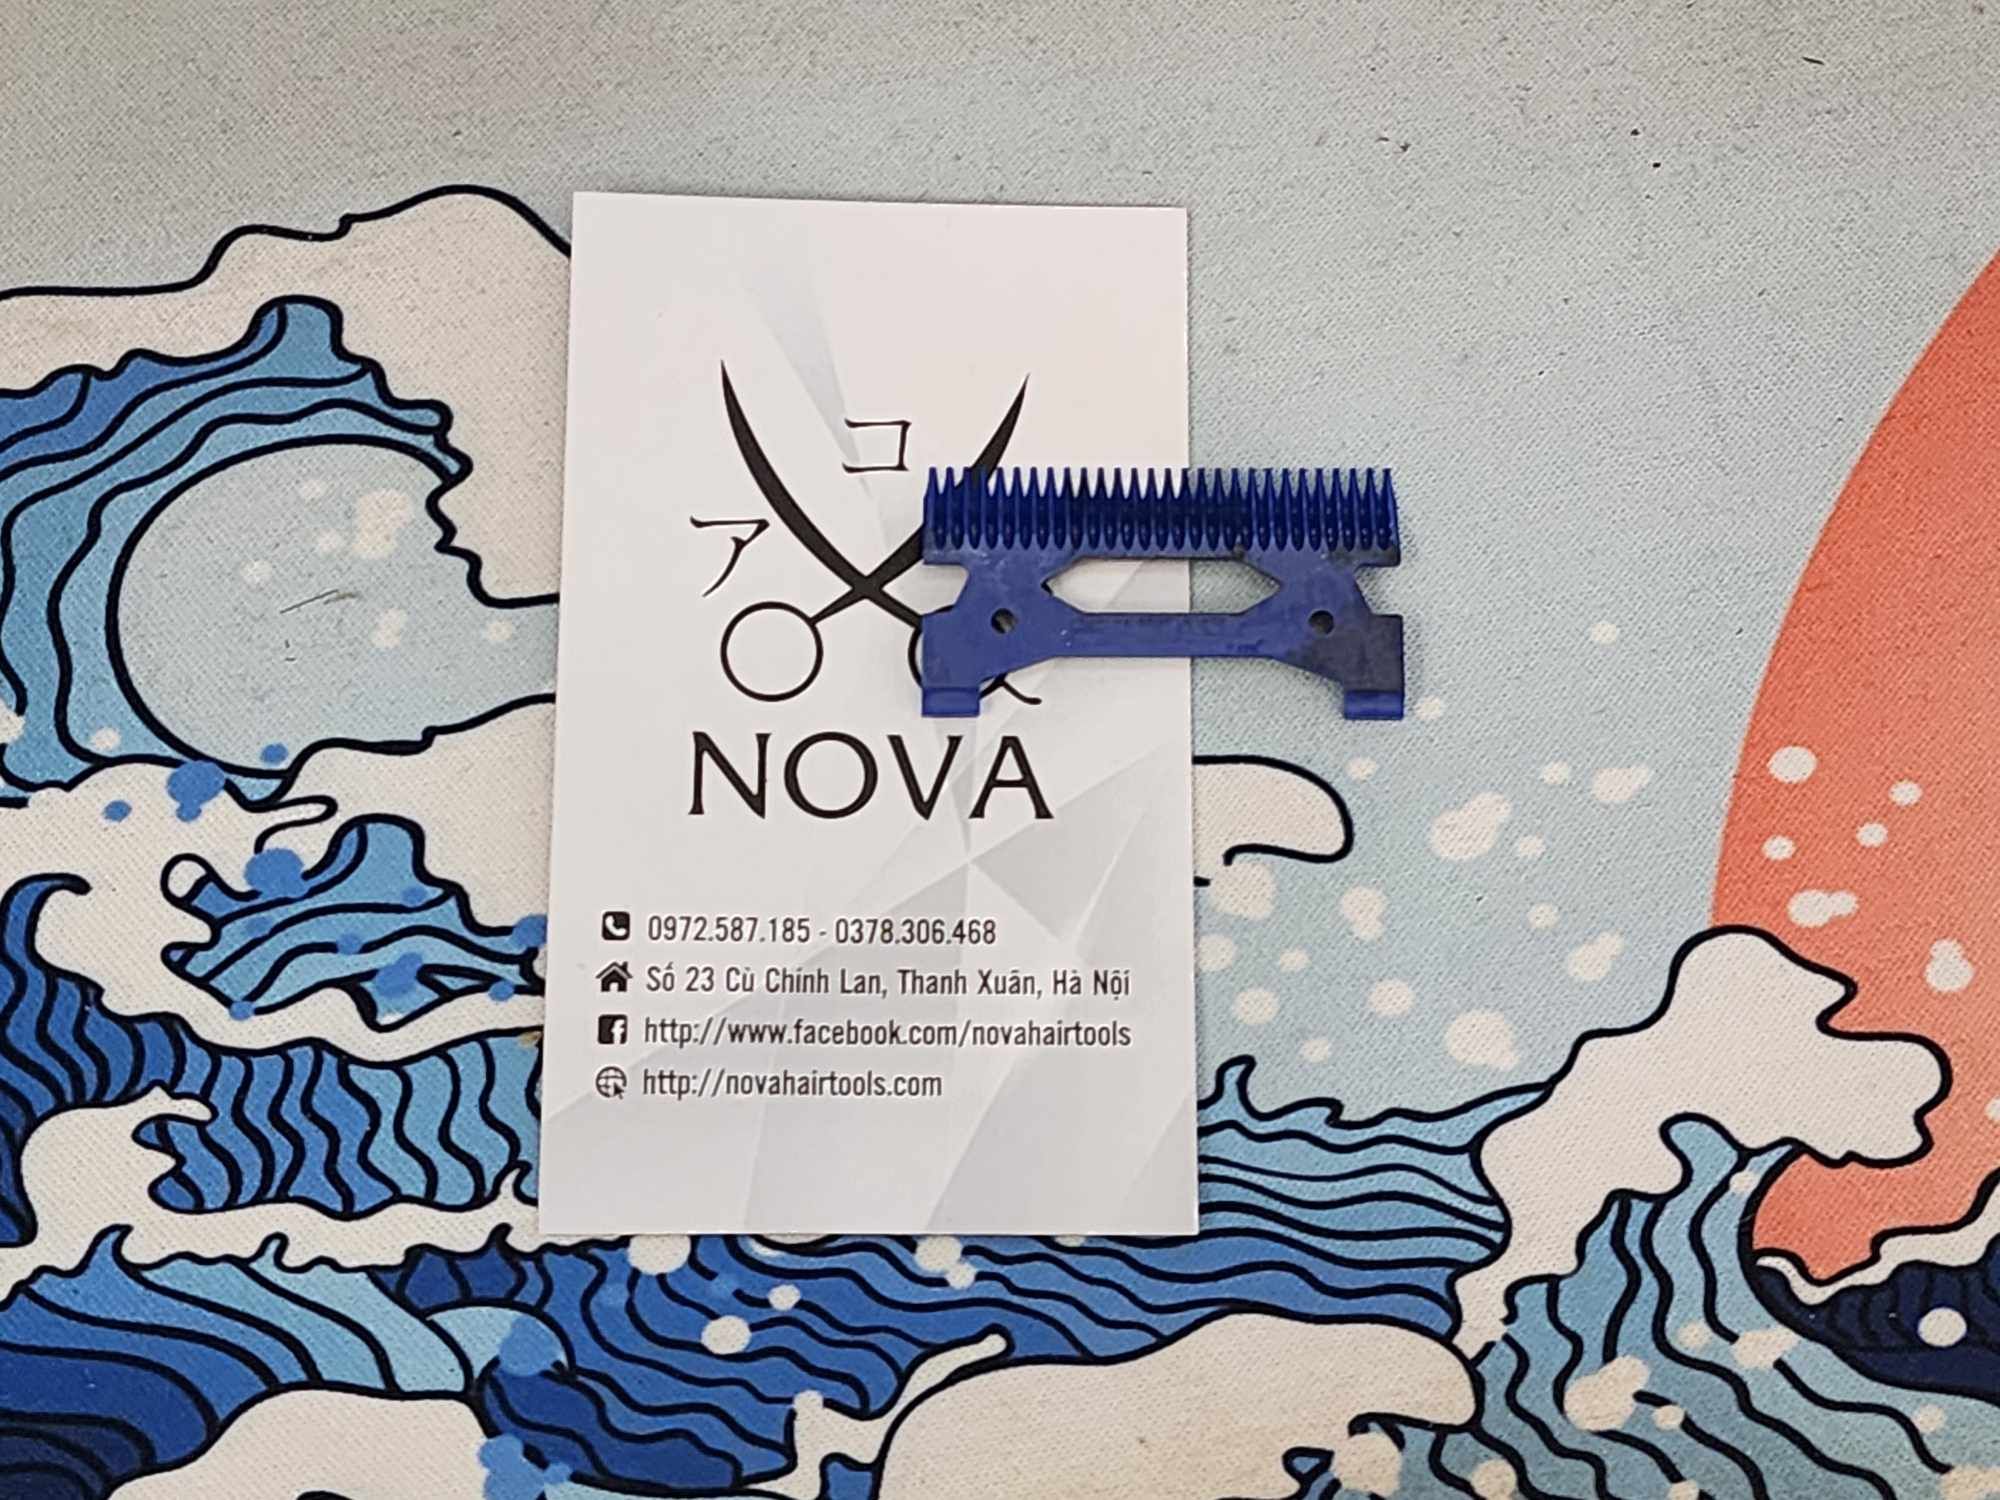 コ
ア
NOVA
0972.587.185 - 0378.306.468
Số 23 Cù Chính Lan, Thanh Xuân, Hà Nội
http://www.facebook.com/novahairtools
http://novahairtools.com